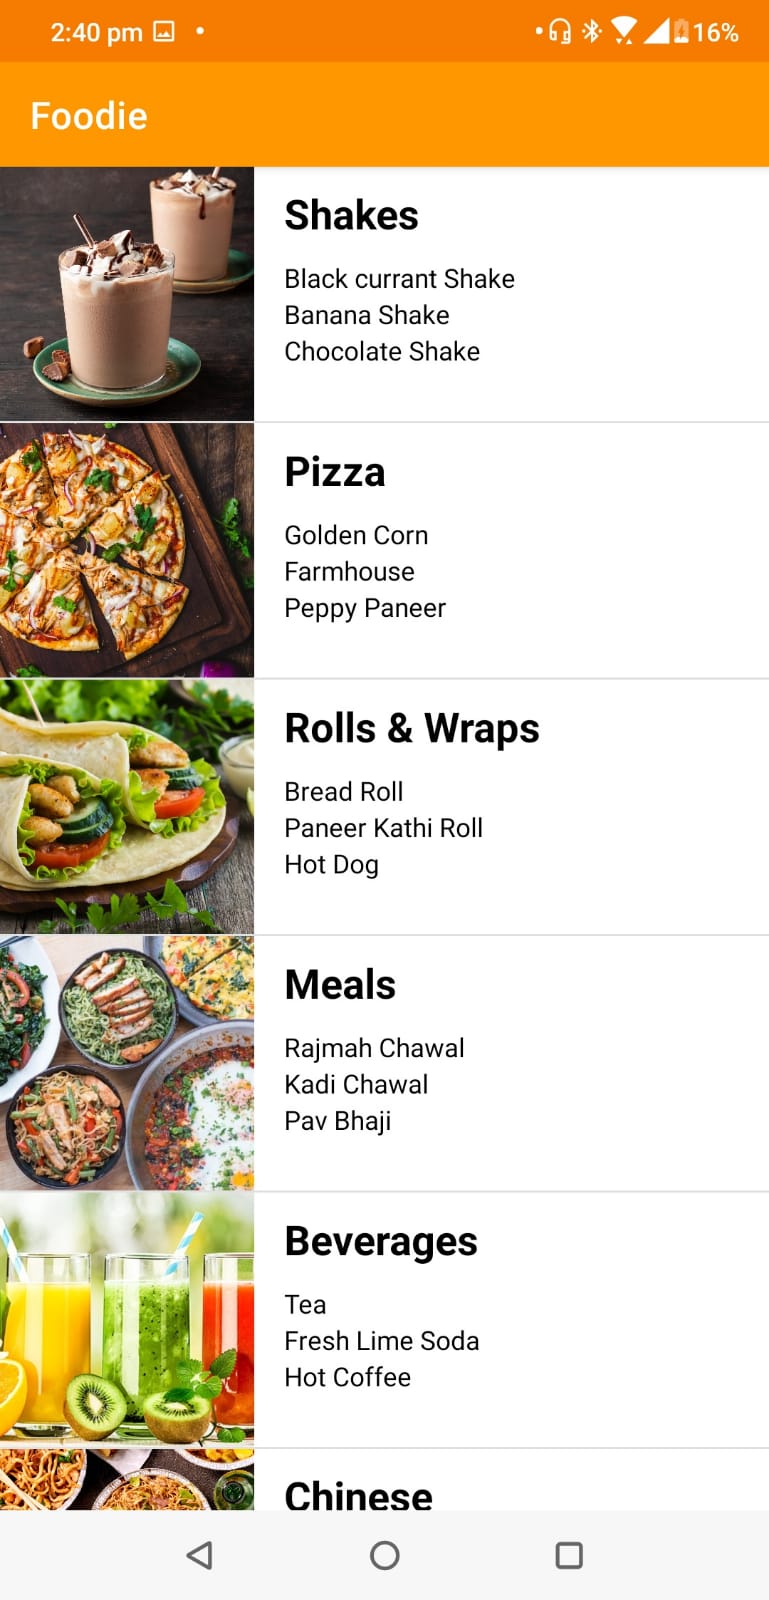 2:40 pm
16%
Foodie
Shakes
Black currant Shake
Banana Shake
Chocolate Shake
Pizza
Golden Corn
Farmhouse
Peppy Paneer
Rolls & Wraps
Bread Roll
Paneer Kathi Roll
Hot Dog
Meals
Rajmah Chawal
Kadi Chawal
Pav Bhaji
Beverages
Tea
Fresh Lime Soda
Hot Coffee
Chinese